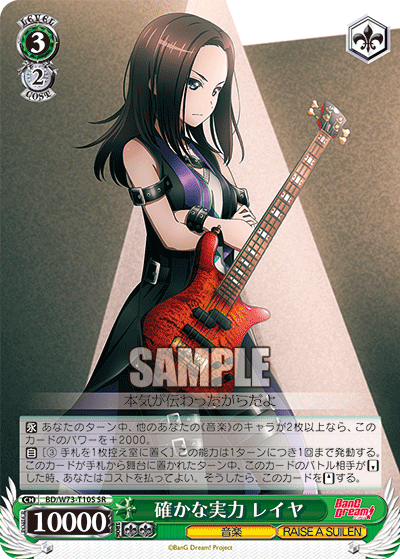 LEVEL
3
2
COST
SAMPLE
本気が伝わったからだよ
永 あなたのターン中、他のあなたの《音楽》のキャラが2枚以上なら、このカードのパワーを＋2000。
自 [③ 手札を1枚控え室に置く] この能力は1ターンにつき1回まで発動する。
このカードが手札から舞台に置かれたターン中、このカードのバトル相手が した時、あなたはコストを払ってよい。そうしたら、このカードを する。
CH BD/W73-T10S SR
10000
確かな実力 レイヤ
BanG Dream!
音楽
RAISE A SUILEN
©BanG Dream! Project